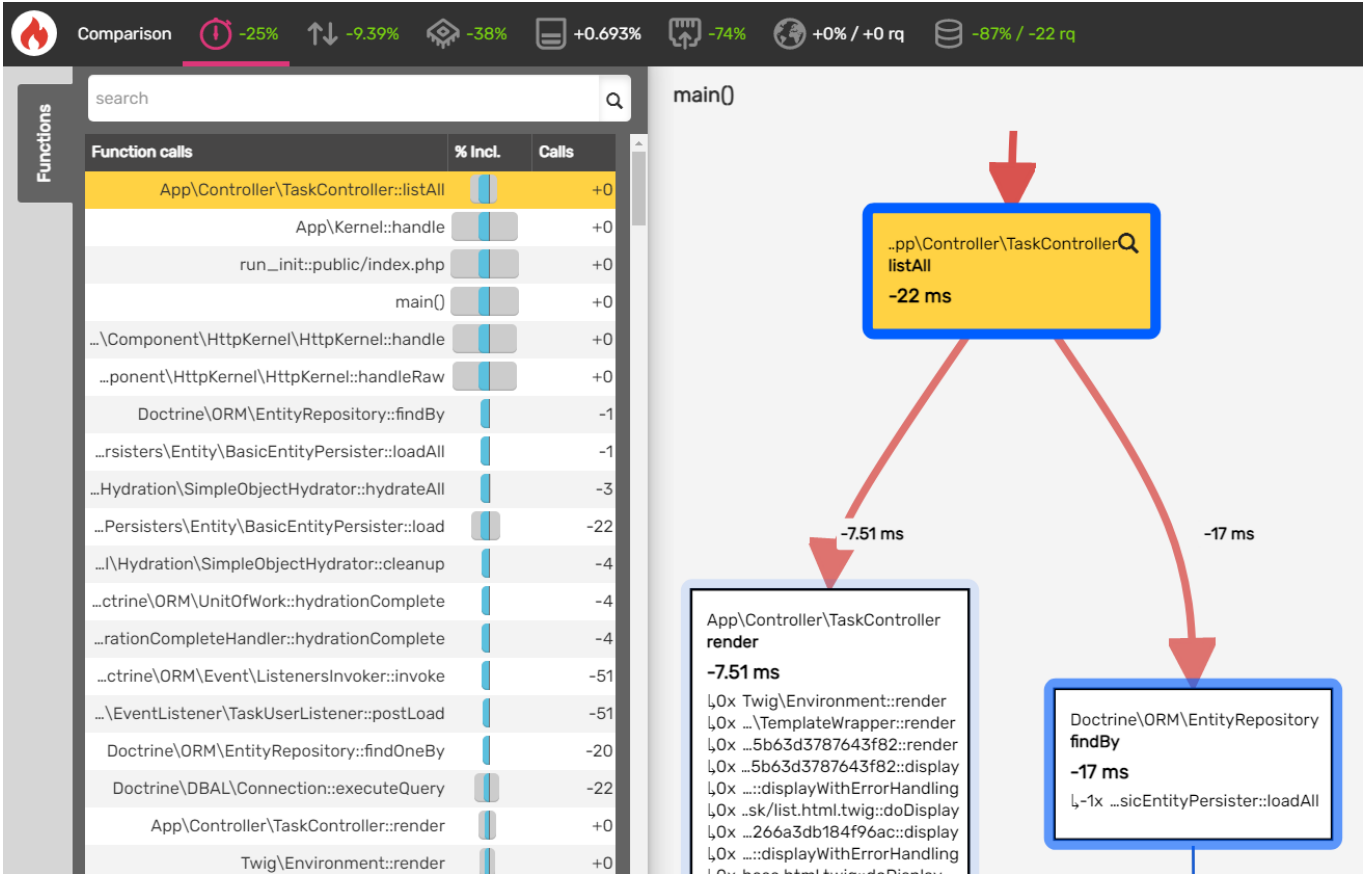 Comparison -25% -9.39% -38% +0.693% -74% +0% / +0 rq -87% / -22 rq
Functions
search
Function calls % Incl. Calls
App\Controller\TaskController::listAll +0
App\Kernel::handle +0
run_init::public/index.php +0
main() +0
…\Component\HttpKernel\HttpKernel::handle +0
…ponent\HttpKernel\HttpKernel::handleRaw +0
Doctrine\ORM\EntityRepository::findBy -1
…rsisters\Entity\BasicEntityPersister::loadAll -1
…Hydration\SimpleObjectHydrator::hydrateAll -3
…Persisters\Entity\BasicEntityPersister::load -22
…l\Hydration\SimpleObjectHydrator::cleanup -4
…ctrine\ORM\UnitOfWork::hydrationComplete -4
…rationCompleteHandler::hydrationComplete -4
…ctrine\ORM\Event\ListenersInvoker::invoke -51
…\EventListener\TaskUserListener::postLoad -51
Doctrine\ORM\EntityRepository::findOneBy -20
Doctrine\DBAL\Connection::executeQuery -22
App\Controller\TaskController::render +0
Twig\Environment::render +0
main()
..pp\Controller\TaskController
listAll
-22 ms
-7.51 ms
-17 ms
App\Controller\TaskController
render
-7.51 ms
↳0x Twig\Environment::render
↳0x …\TemplateWrapper::render
↳0x …5b63d3787643f82::render
↳0x …5b63d3787643f82::display
↳0x …::displayWithErrorHandling
↳0x ..sk/list.html.twig::doDisplay
↳0x …266a3db184f96ac::display
↳0x …::displayWithErrorHandling
↳0x base.html.twig::doDisplay
Doctrine\ORM\EntityRepository
findBy
-17 ms
↳-1x …sicEntityPersister::loadAll